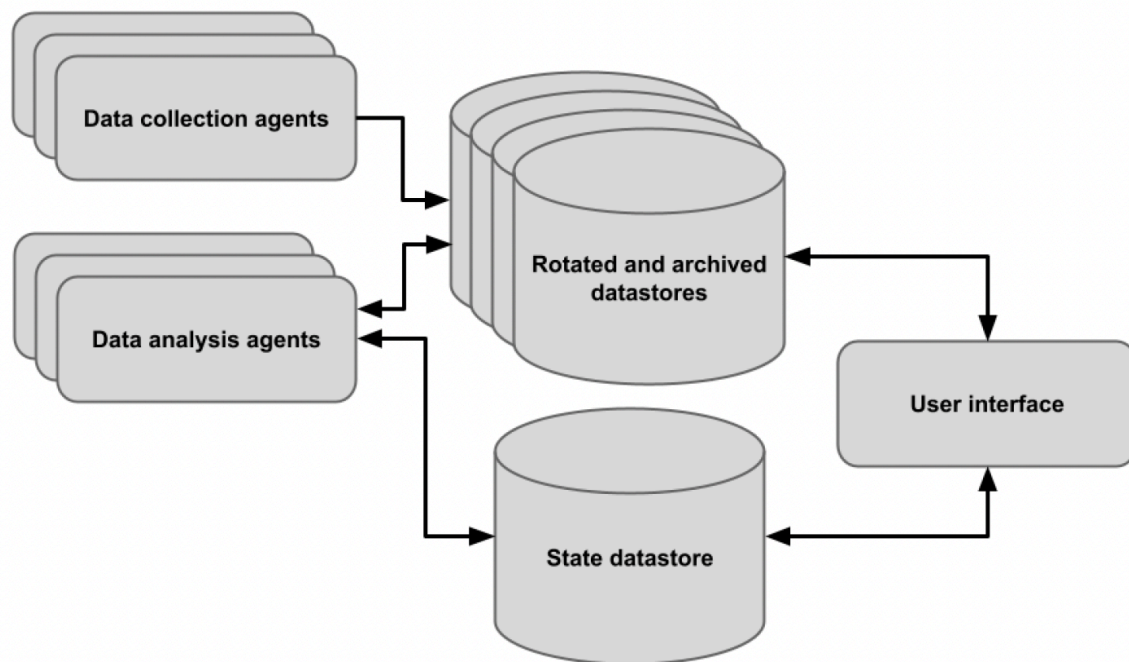 Data collection agents
Rotated and archived
datastores
Data analysis agents
User interface
State datastore